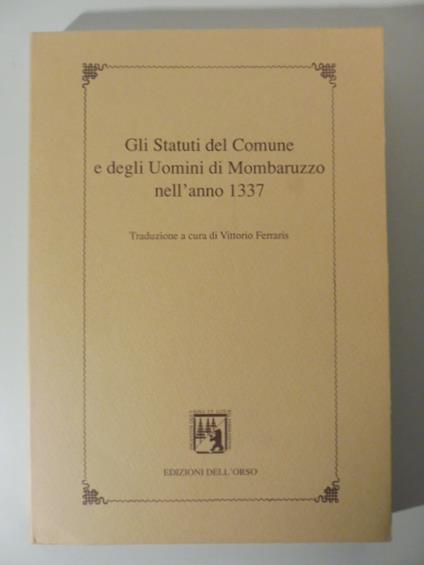 Gli Statuti del Comune
e degli Uomini di Mombaruzzo
nell'anno 1337
Traduzione a cura di Vittorio Ferraris
EDIZIONI DELL'ORSO